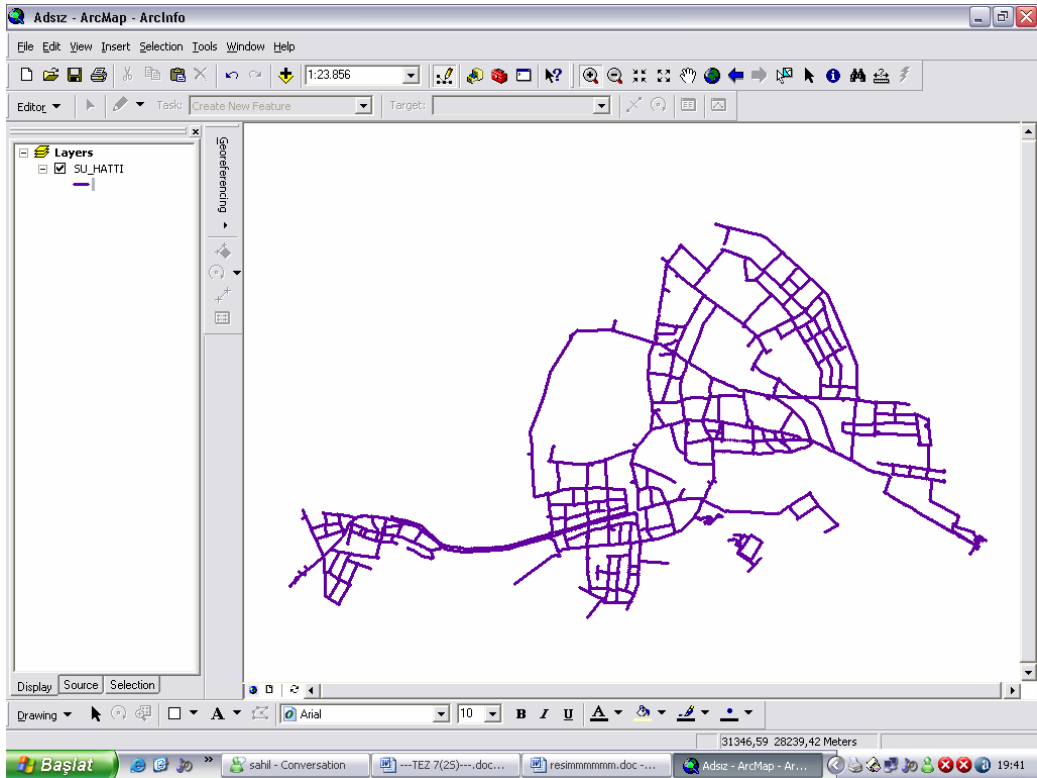 Adsız - ArcMap - ArcInfo
File Edit View Insert Selection Tools Window Help
1:23.856
Editor Task: Create New Feature Target:
Layers
SU_HATTI
Georeferencing
Display Source Selection
Drawing A Arial 10 B I U A
31346,59 28239,42 Meters
Başlat » sahil - Conversation ---TEZ 7(2S)---.doc... resimmmmmm.doc -... Adsız - ArcMap - Ar... 19:41